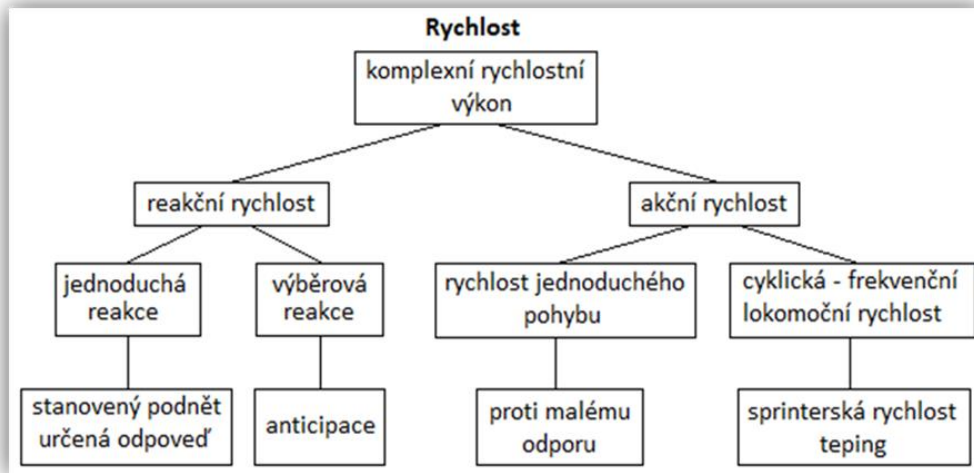 Rychlost
komplexní rychlostní
výkon
reakční rychlost
akční rychlost
jednoduchá
reakce
výběrová
reakce
rychlost jednoduchého
pohybu
cyklická - frekvenční
lokomoční rychlost
stanovený podnět
určená odpoveď
anticipace
proti malému
odporu
sprinterská rychlost
teping